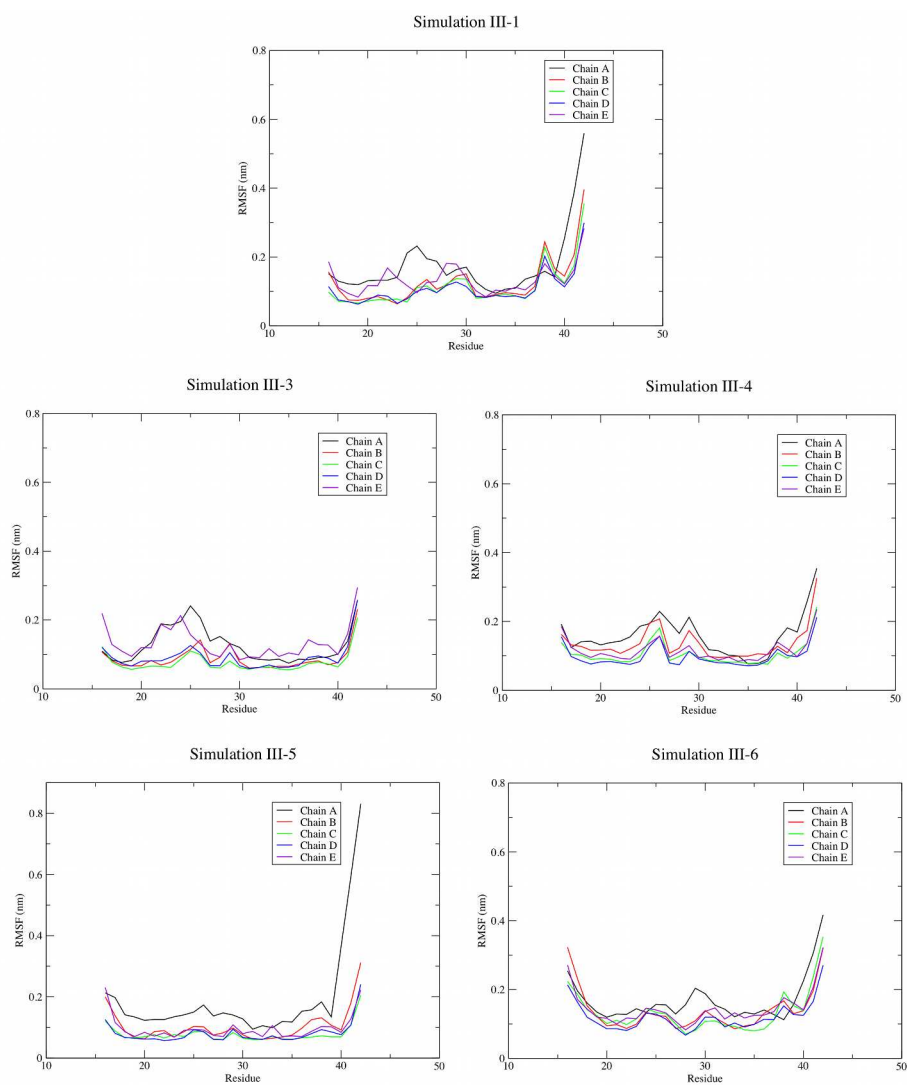 Simulation III-1
0.8
0.6
0.4
0.2
0
RMSF (nm)
Chain A
Chain B
Chain C
Chain D
Chain E
10 20 30 40 50
Residue
Simulation III-3
0.8
0.6
0.4
0.2
0
RMSF (nm)
Chain A
Chain B
Chain C
Chain D
Chain E
10 20 30 40 50
Residue
Simulation III-4
0.8
0.6
0.4
0.2
0
RMSF (nm)
Chain A
Chain B
Chain C
Chain D
Chain E
10 20 30 40 50
Residue
Simulation III-5
0.8
0.6
0.4
0.2
0
RMSF (nm)
Chain A
Chain B
Chain C
Chain D
Chain E
10 20 30 40 50
Residue
Simulation III-6
0.8
0.6
0.4
0.2
0
RMSF (nm)
Chain A
Chain B
Chain C
Chain D
Chain E
10 20 30 40 50
Residue